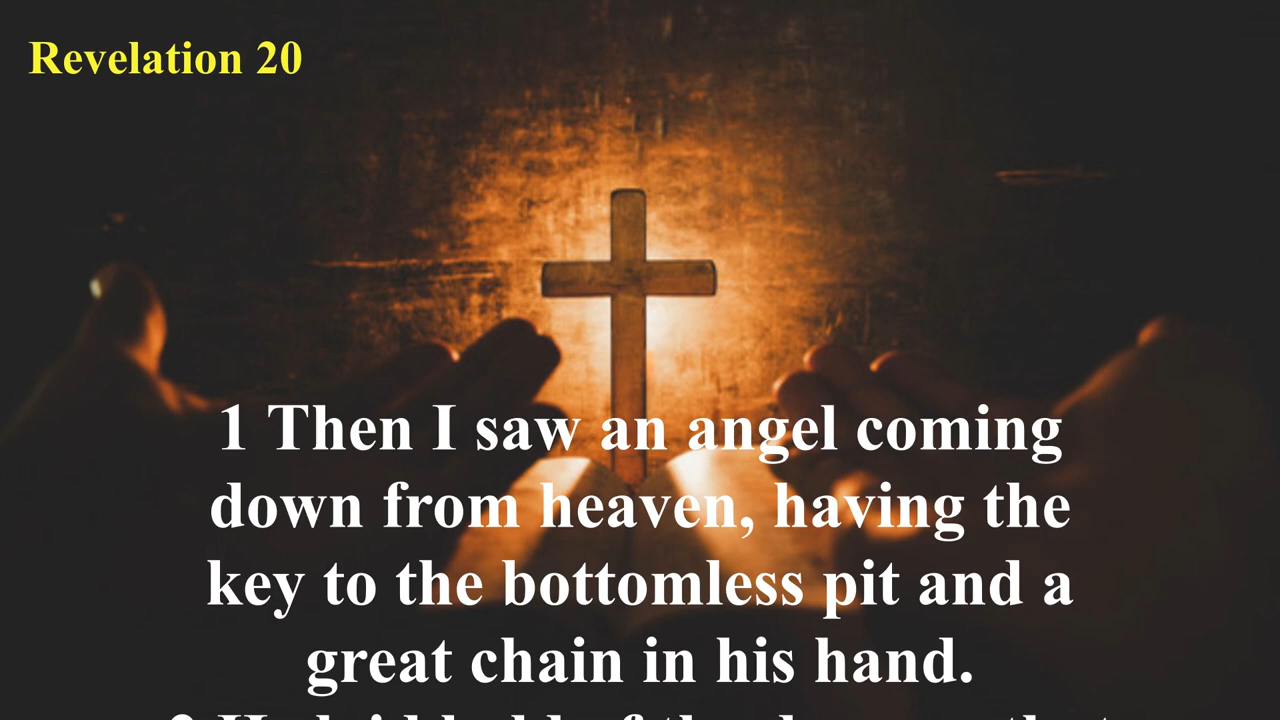 Revelation 20
1 Then I saw an angel coming
down from heaven, having the
key to the bottomless pit and a
great chain in his hand.